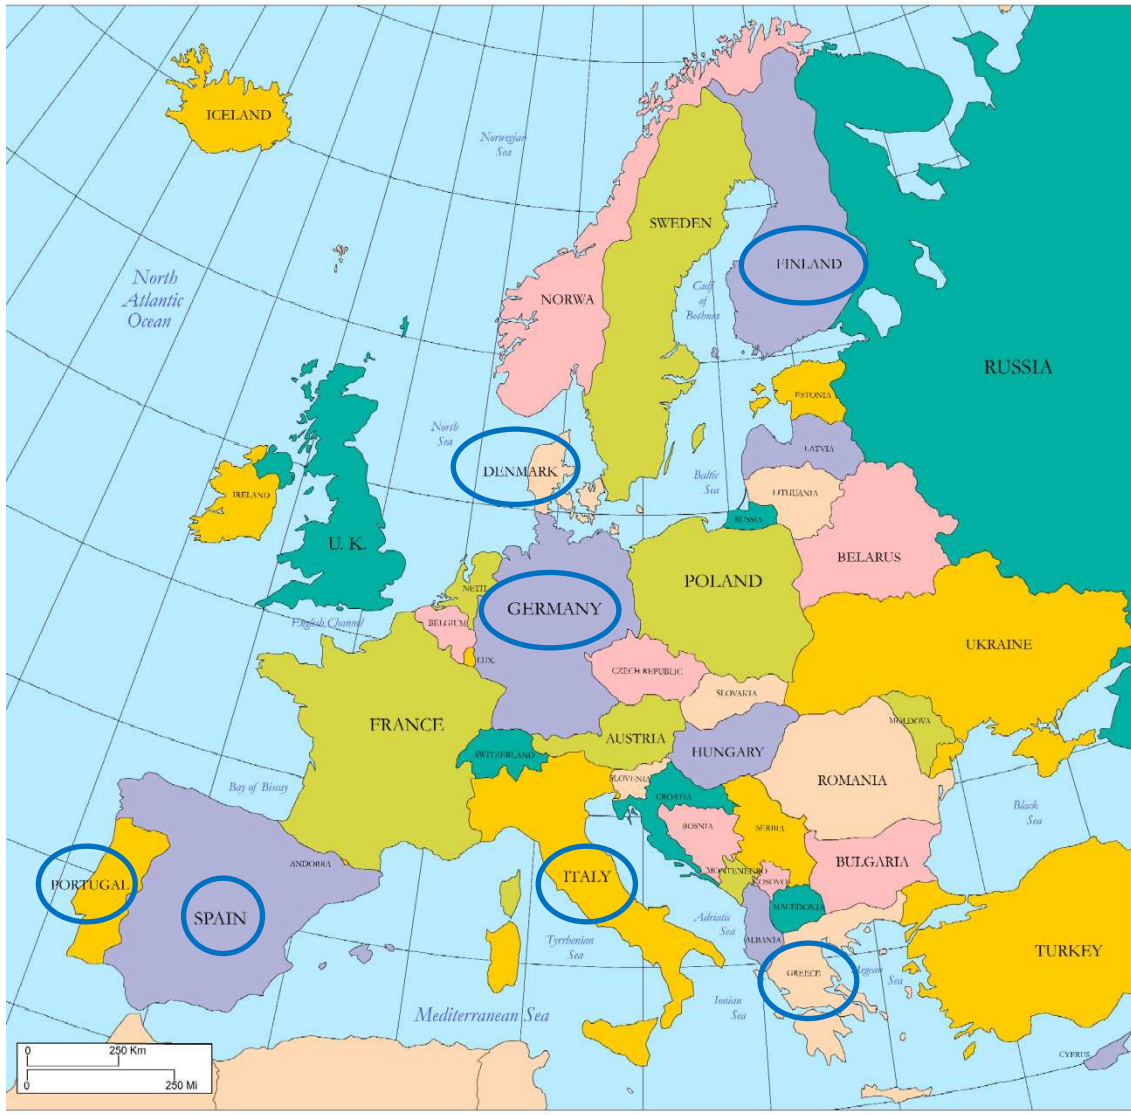 ICELAND
Norwegian
Sea
SWEDEN
FINLAND
North
Atlantic
Ocean
NORWA
Gulf
of
Bothnia
RUSSIA
ESTONIA
North
Sea
LATVIA
DENMARK
Baltic
Sea
LITHUANIA
IRELAND
RUSSIA
U. K.
BELARUS
NETH.
POLAND
GERMANY
English Channel
BELGIUM
UKRAINE
LUX.
CZECH REPUBLIC
SLOVAKIA
FRANCE
MOLDOVA
AUSTRIA
SWITZERLAND
HUNGARY
SLOVENIA
ROMANIA
Bay of Biscay
CROATIA
Black
Sea
BOSNIA
SERBIA
ANDORRA
BULGARIA
MONTENEGRO
PORTUGAL
ITALY
KOSOVO
MACEDONIA
SPAIN
Adriatic
Sea
ALBANIA
Tyrrhenian
Sea
TURKEY
GREECE
Aegean
Sea
Ionian
Sea
Mediterranean Sea
CYPRUS
0 250 Km
0 250 Mi